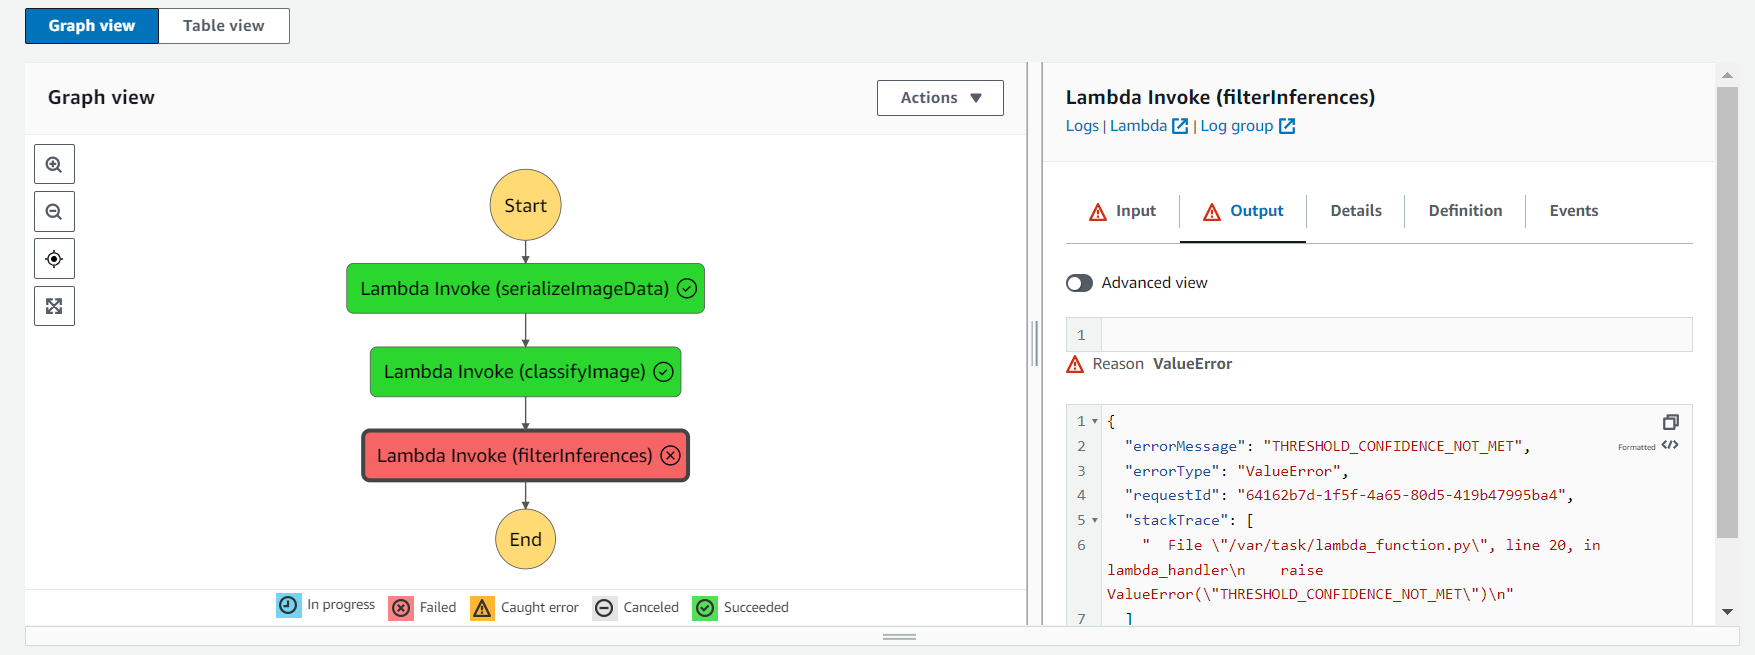 Graph view
Table view
Graph view
Actions
Start
Lambda Invoke (serializeImageData)
Lambda Invoke (classifyImage)
Lambda Invoke (filterInferences)
End
In progress
Failed
Caught error
Canceled
Succeeded
Lambda Invoke (filterInferences)
Logs | Lambda | Log group
Input
Output
Details
Definition
Events
Advanced view
1
Reason ValueError
Formatted
1 {
2 "errorMessage": "THRESHOLD_CONFIDENCE_NOT_MET",
3 "errorType": "ValueError",
4 "requestId": "64162b7d-1f5f-4a65-80d5-419b47995ba4",
5 "stackTrace": [
6 "  File \"/var/task/lambda_function.py\", line 20, in
lambda_handler\n    raise
ValueError(\"THRESHOLD_CONFIDENCE_NOT_MET\")\n"
7 ]